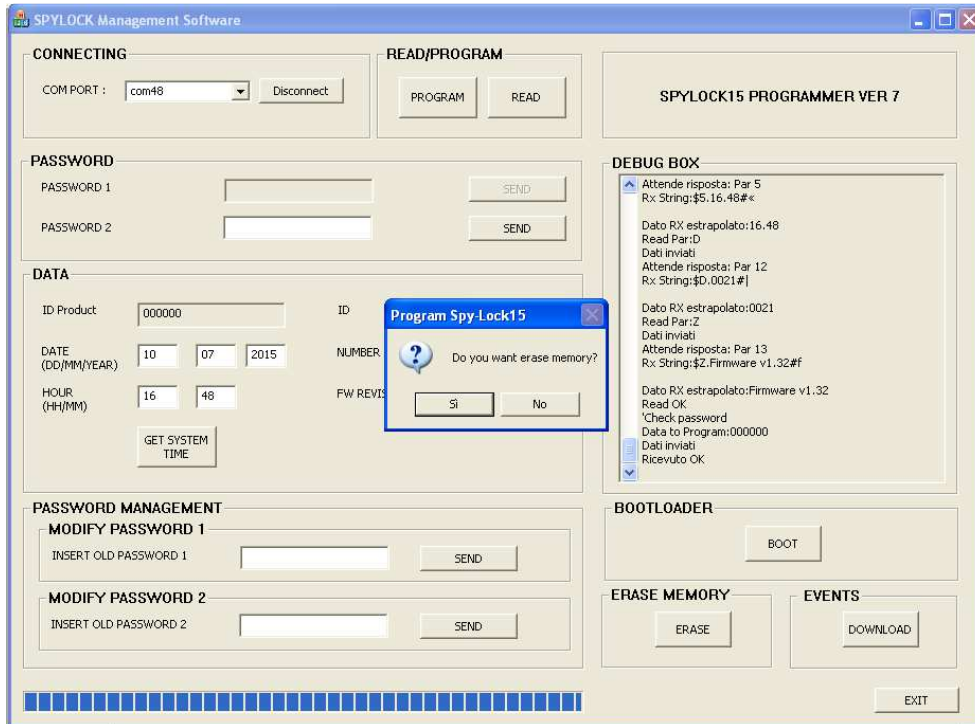 SPYLOCK Management Software
CONNECTING
COM PORT :
com48
Disconnect
READ/PROGRAM
PROGRAM
READ
SPYLOCK15 PROGRAMMER VER 7
PASSWORD
PASSWORD 1
SEND
PASSWORD 2
SEND
DEBUG BOX
Attende risposta: Par 5
Rx String:$5.16.48#«
Dato RX estrapolato:16.48
Read Par:D
Dati inviati
Attende risposta: Par 12
Rx String:$D.0021#|
Dato RX estrapolato:0021
Read Par:Z
Dati inviati
Attende risposta: Par 13
Rx String:$Z.Firmware v1.32#f
Dato RX estrapolato:Firmware v1.32
Read OK
'Check password
Data to Program:000000
Dati inviati
Ricevuto OK
DATA
ID Product
000000
ID
DATE
(DD/MM/YEAR)
10 07 2015
NUMBER
HOUR
(HH/MM)
16 48
FW REVIS
GET SYSTEM
TIME
Program Spy-Lock15
Do you want erase memory?
Sì
No
PASSWORD MANAGEMENT
MODIFY PASSWORD 1
INSERT OLD PASSWORD 1
SEND
MODIFY PASSWORD 2
INSERT OLD PASSWORD 2
SEND
BOOTLOADER
BOOT
ERASE MEMORY
ERASE
EVENTS
DOWNLOAD
EXIT